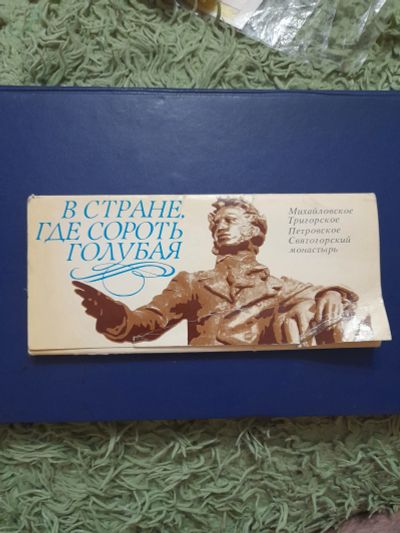 В СТРАНЕ,
ГДЕ СОРОТЬ
ГОЛУБАЯ
Михайловское
Тригорское
Петровское
Святогорский
монастырь